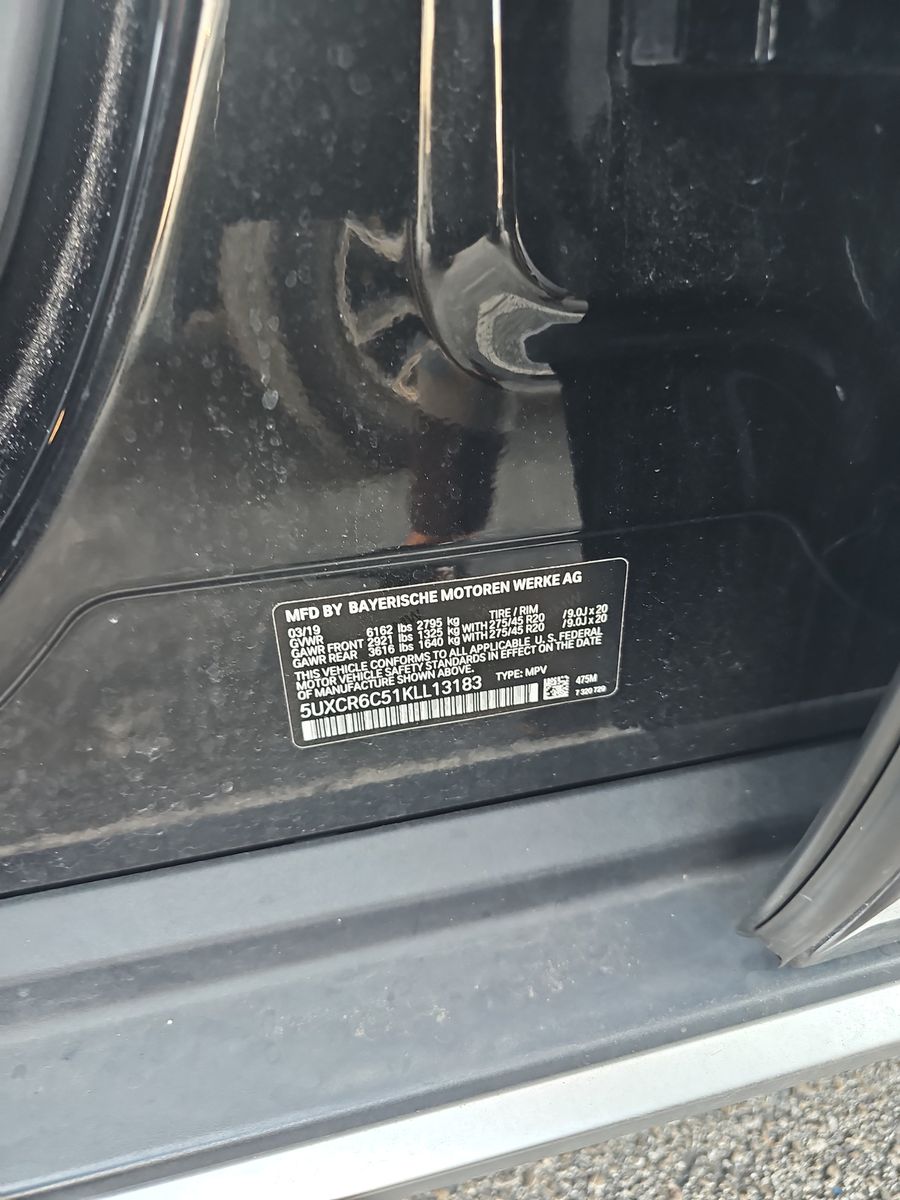 MFD BY BAYERISCHE MOTOREN WERKE AG
03/19 TIRE / RIM
GVWR 6162 lbs 2795 kg
GAWR FRONT 2921 lbs 1325 kg WITH 275/45 R20 /9.0J x 20
GAWR REAR 3616 lbs 1640 kg WITH 275/45 R20 /9.0J x 20
THIS VEHICLE CONFORMS TO ALL APPLICABLE U. S. FEDERAL
MOTOR VEHICLE SAFETY STANDARDS IN EFFECT ON THE DATE
OF MANUFACTURE SHOWN ABOVE.
5UXCR6C51KLL13183 TYPE: MPV
475M
7 320 729